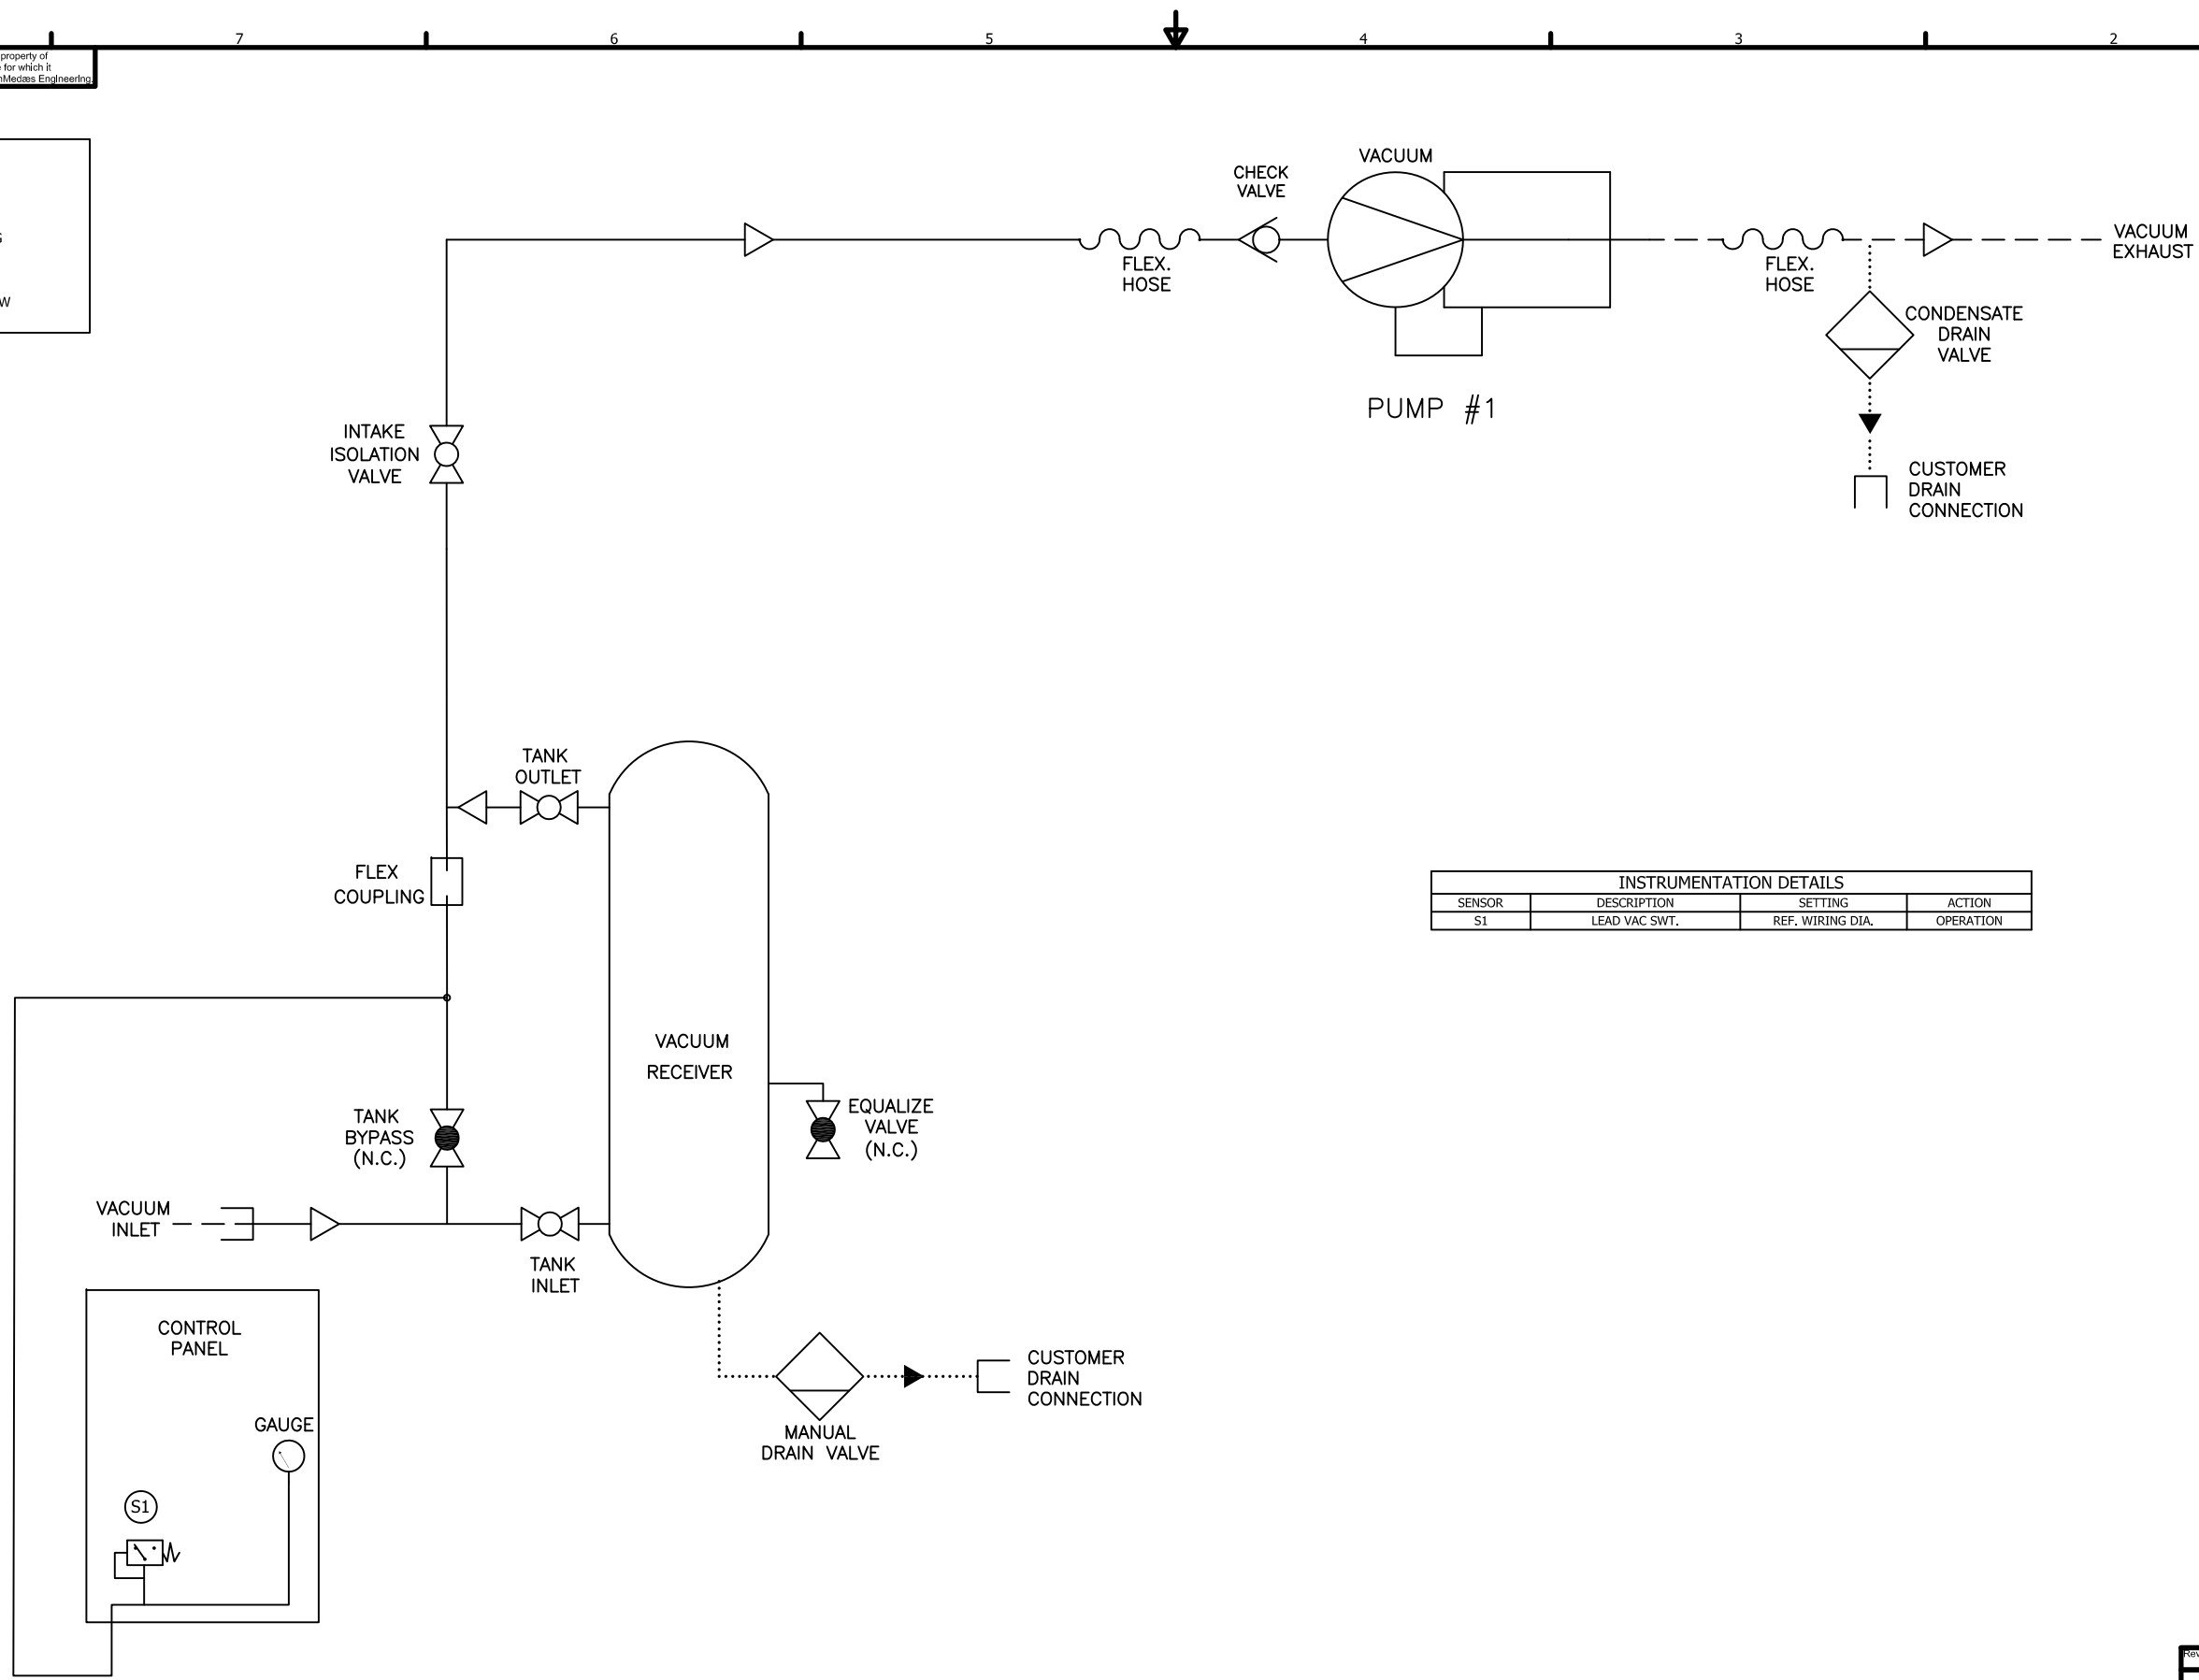 7 6 5 4 3 2
property of
for which it
Medæs Engineering.
VACUUM
CHECK
VALVE
FLEX.
HOSE
FLEX.
HOSE
VACUUM
EXHAUST
CONDENSATE
DRAIN
VALVE
PUMP #1
CUSTOMER
DRAIN
CONNECTION
INTAKE
ISOLATION
VALVE
TANK
OUTLET
FLEX
COUPLING
INSTRUMENTATION DETAILS
SENSOR DESCRIPTION SETTING ACTION
S1 LEAD VAC SWT. REF. WIRING DIA. OPERATION
VACUUM
RECEIVER
TANK
BYPASS
(N.C.)
EQUALIZE
VALVE
(N.C.)
VACUUM
INLET
TANK
INLET
CONTROL
PANEL
GAUGE
S1
MANUAL
DRAIN VALVE
CUSTOMER
DRAIN
CONNECTION